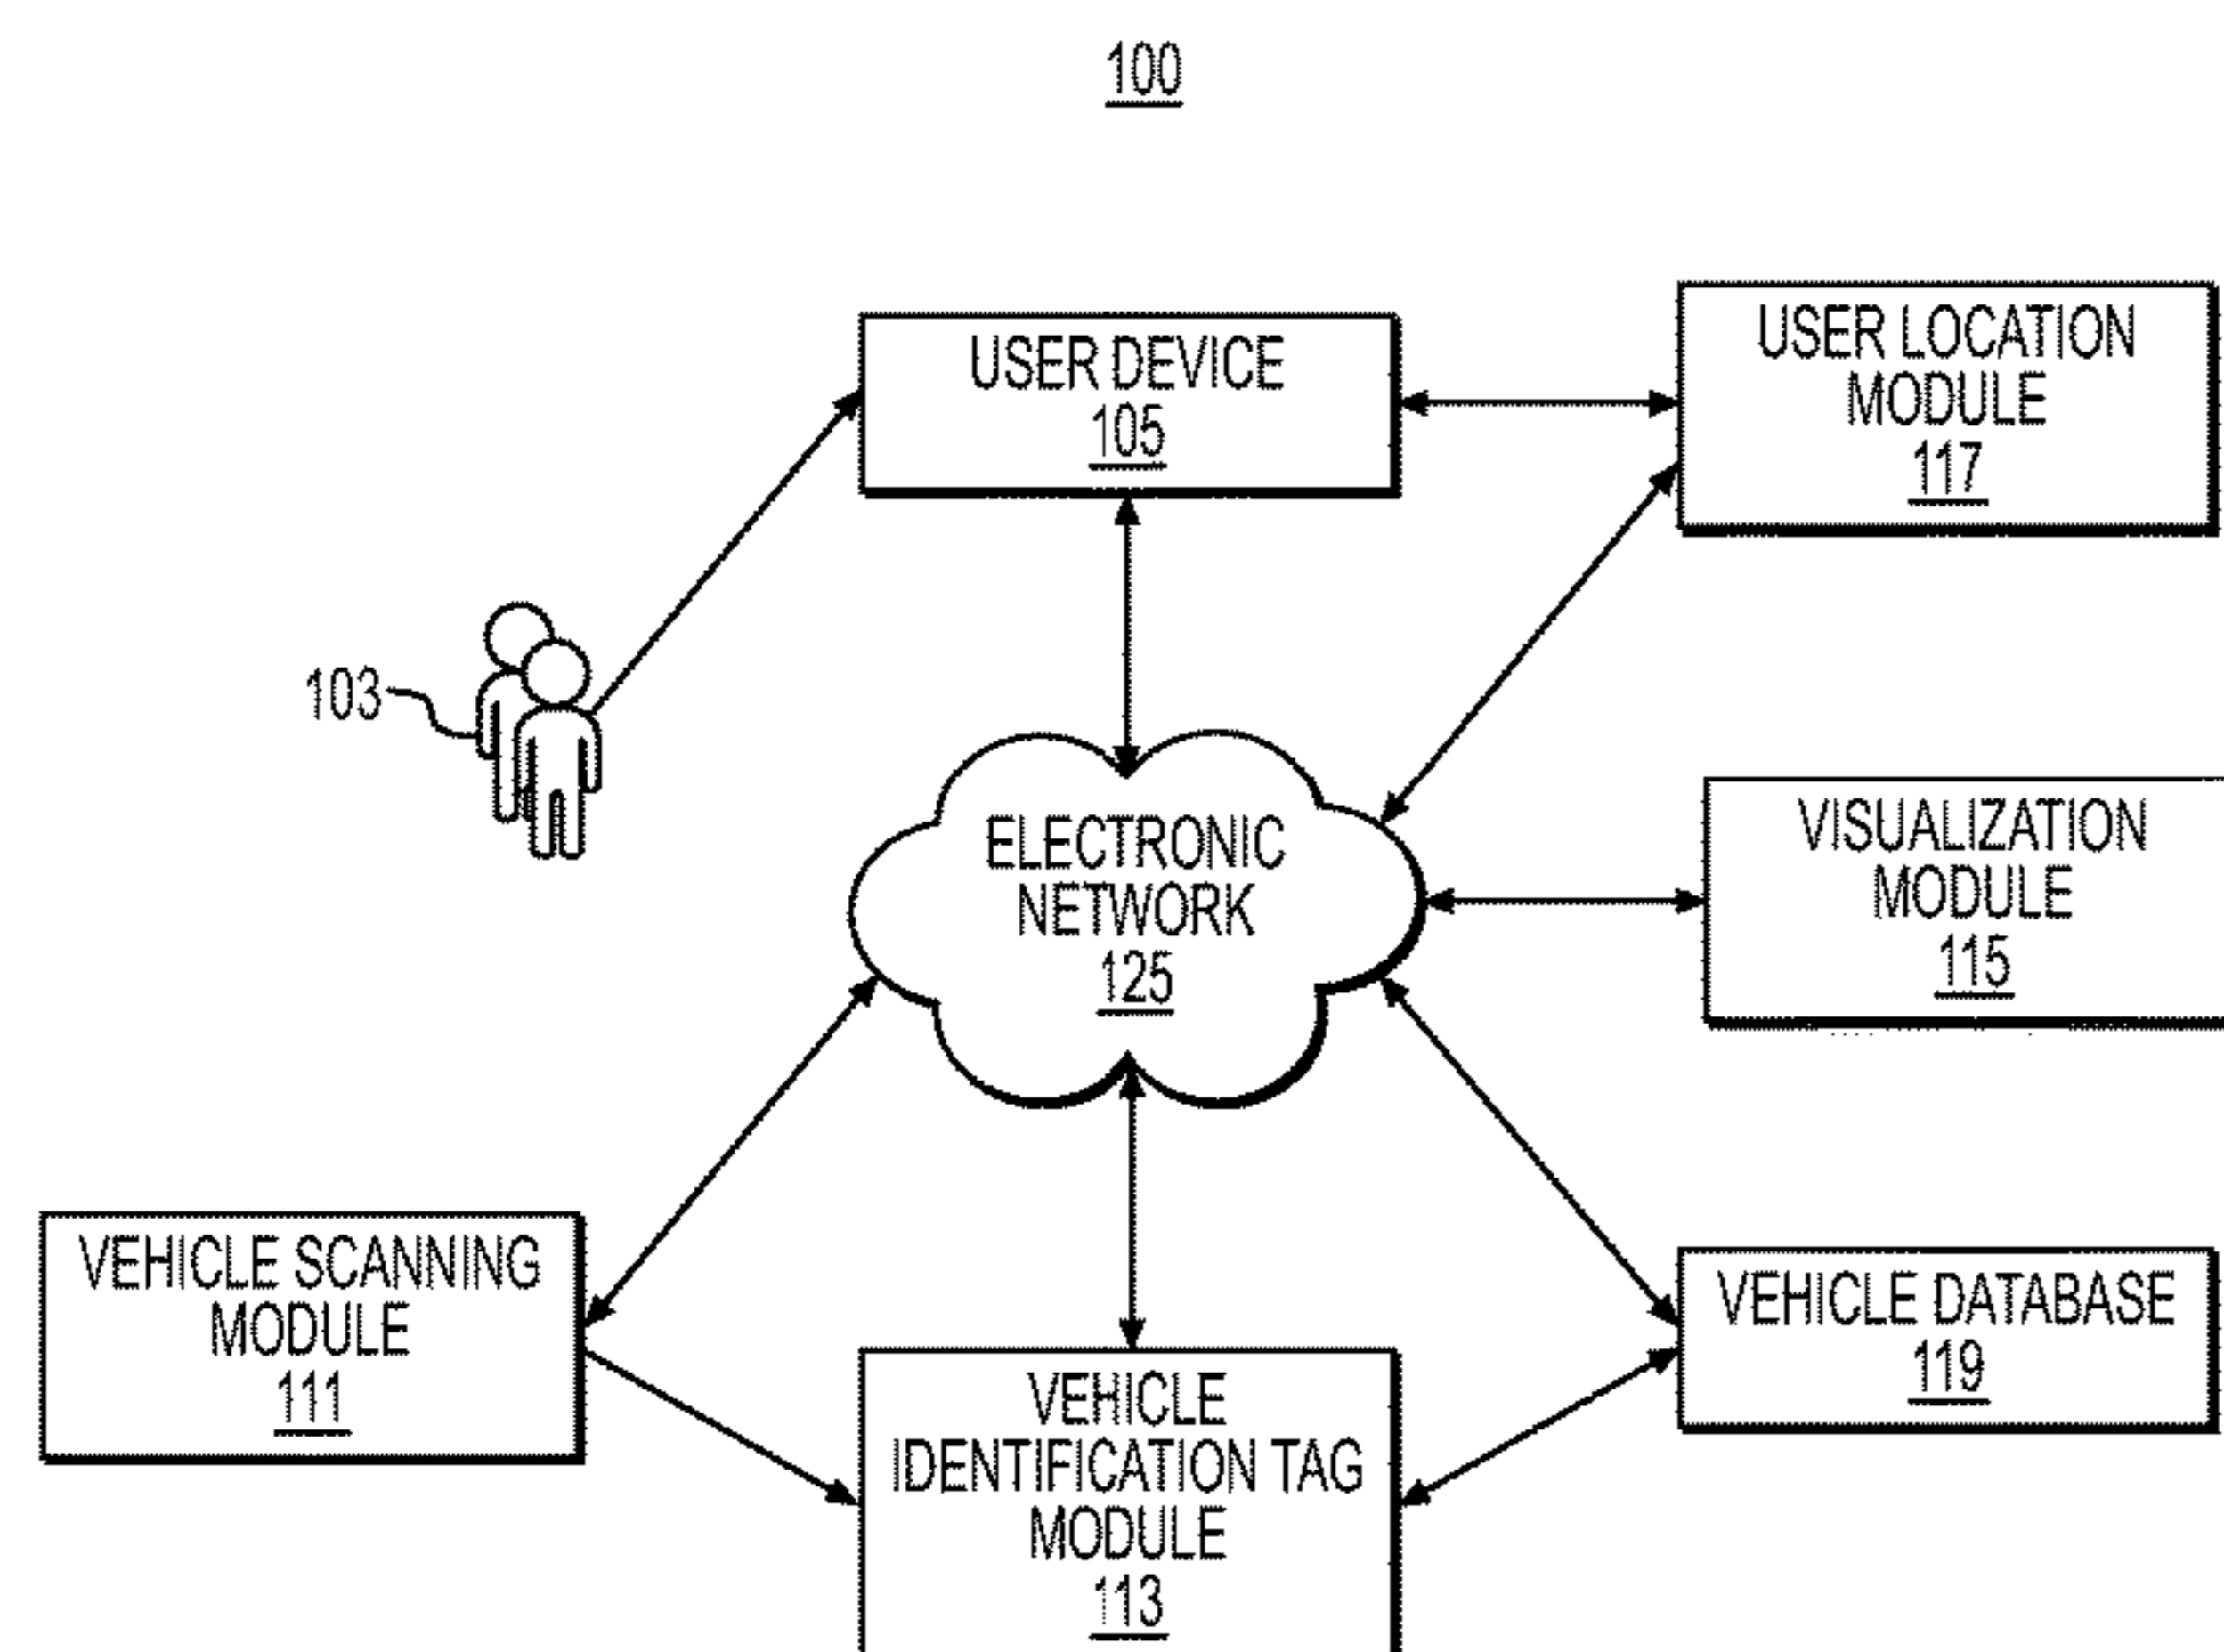 100
USER DEVICE
105
USER LOCATION
MODULE
117
103
ELECTRONIC
NETWORK
125
VISUALIZATION
MODULE
115
VEHICLE SCANNING
MODULE
111
VEHICLE
IDENTIFICATION TAG
MODULE
113
VEHICLE DATABASE
119